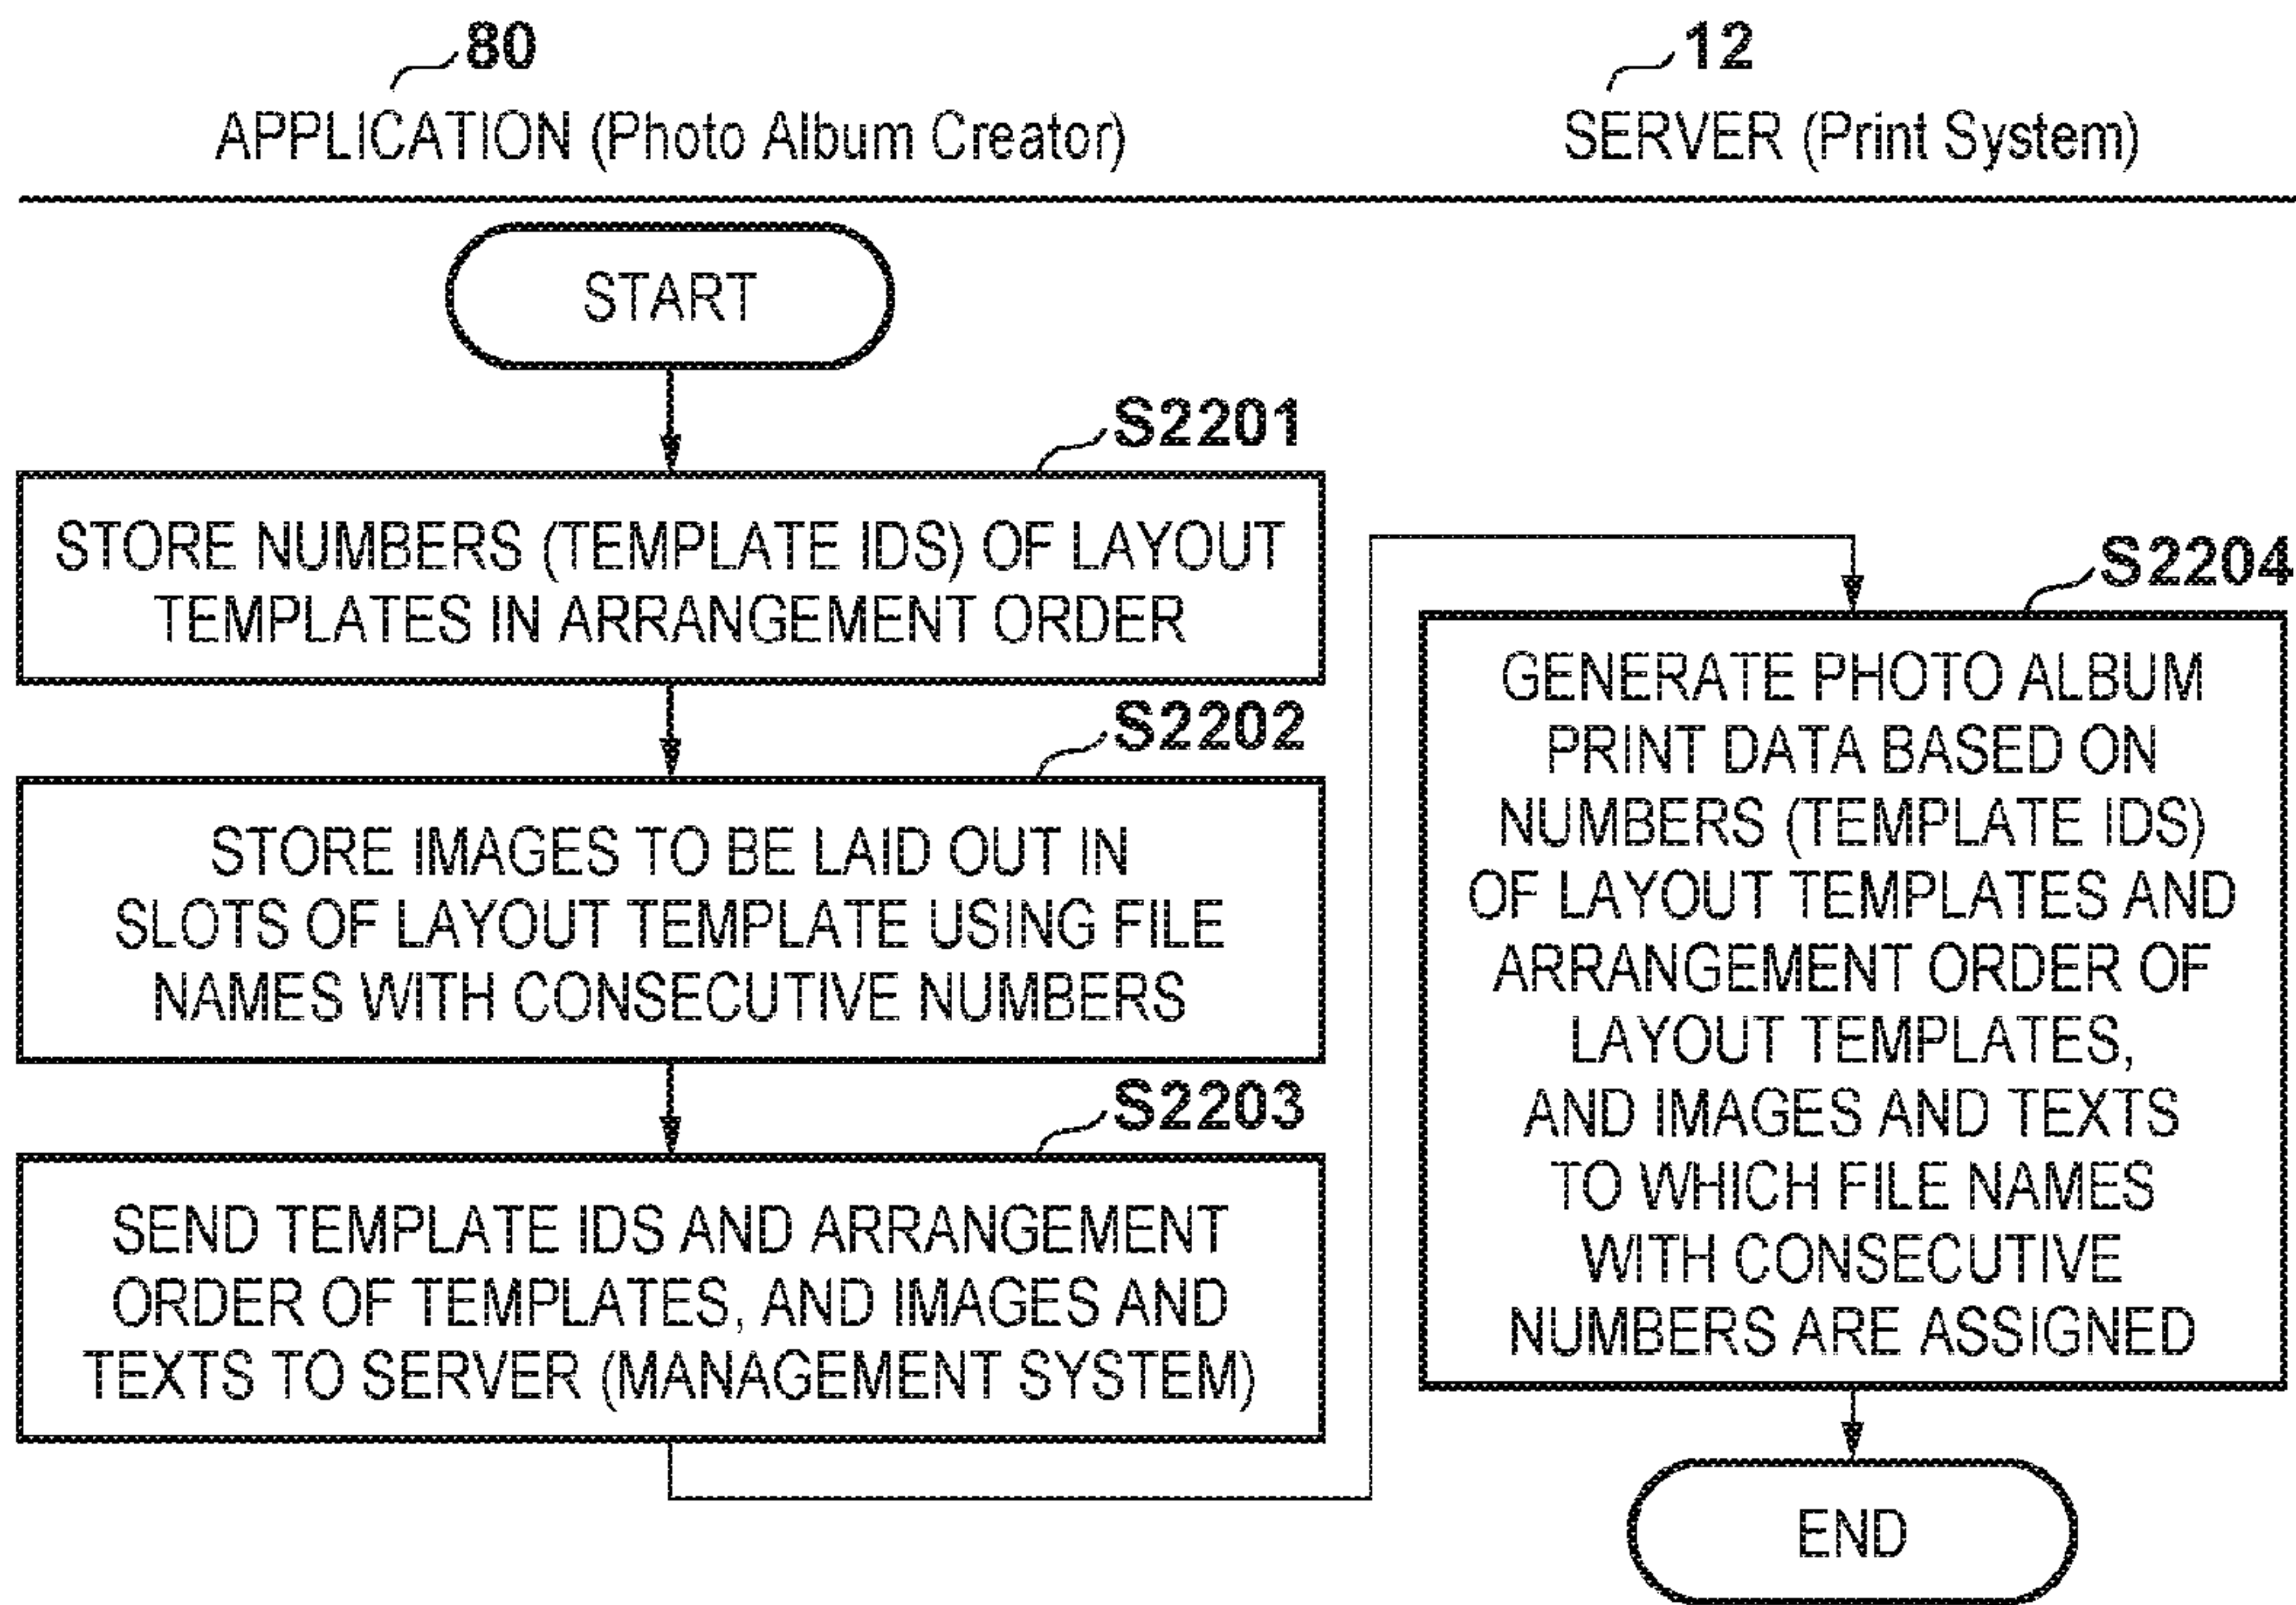 80
APPLICATION (Photo Album Creator)
12
SERVER (Print System)
START
S2201
STORE NUMBERS (TEMPLATE IDS) OF LAYOUT
TEMPLATES IN ARRANGEMENT ORDER
S2202
STORE IMAGES TO BE LAID OUT IN
SLOTS OF LAYOUT TEMPLATE USING FILE
NAMES WITH CONSECUTIVE NUMBERS
S2203
SEND TEMPLATE IDS AND ARRANGEMENT
ORDER OF TEMPLATES, AND IMAGES AND
TEXTS TO SERVER (MANAGEMENT SYSTEM)
S2204
GENERATE PHOTO ALBUM
PRINT DATA BASED ON
NUMBERS (TEMPLATE IDS)
OF LAYOUT TEMPLATES AND
ARRANGEMENT ORDER OF
LAYOUT TEMPLATES,
AND IMAGES AND TEXTS
TO WHICH FILE NAMES
WITH CONSECUTIVE
NUMBERS ARE ASSIGNED
END